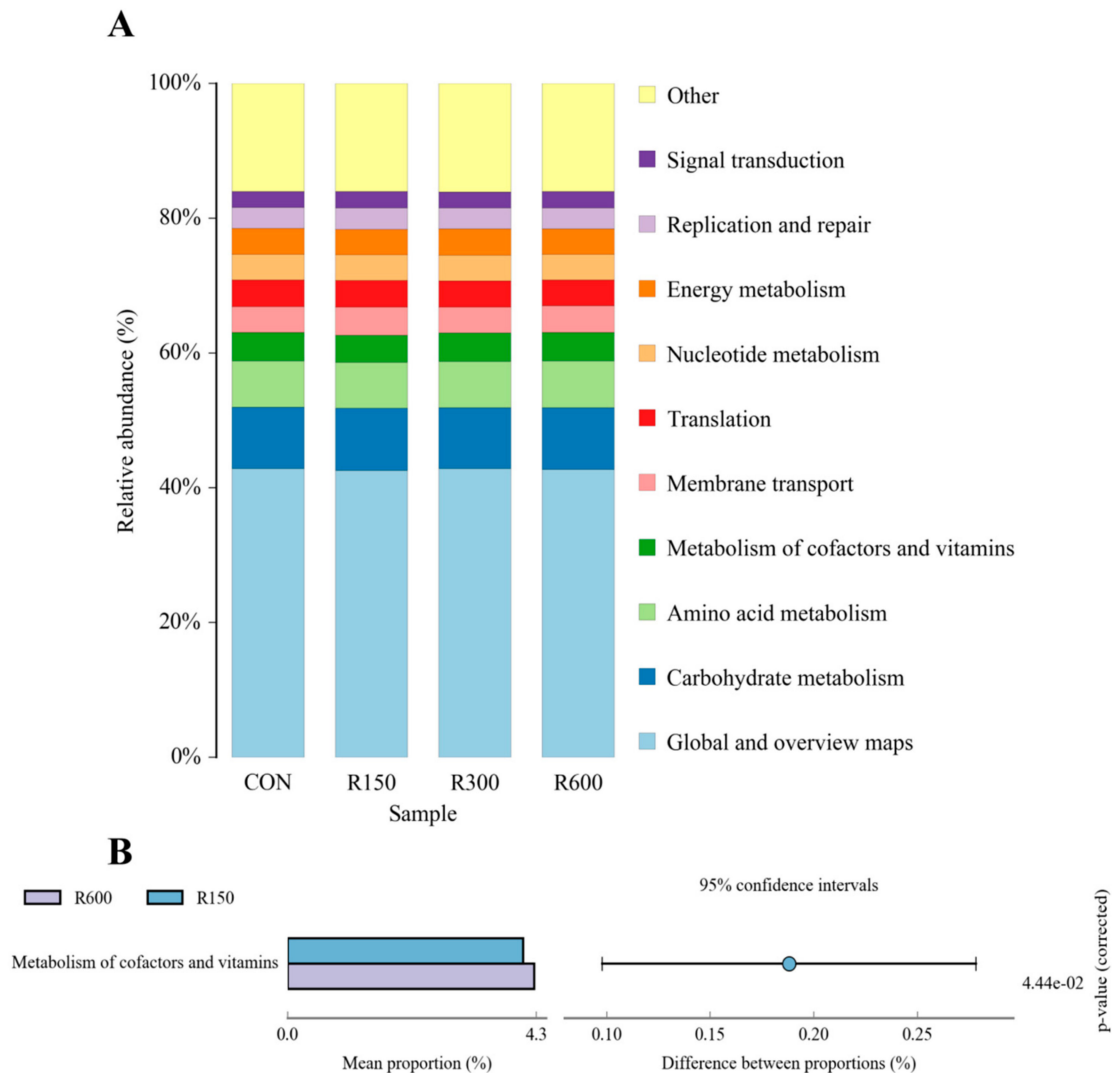 A
100%
80%
60%
40%
20%
0%
Relative abundance (%)
CON R150 R300 R600
Sample
Other
Signal transduction
Replication and repair
Energy metabolism
Nucleotide metabolism
Translation
Membrane transport
Metabolism of cofactors and vitamins
Amino acid metabolism
Carbohydrate metabolism
Global and overview maps
B
R600 R150
95% confidence intervals
Metabolism of cofactors and vitamins
4.44e-02
p-value (corrected)
0.0 4.3
Mean proportion (%)
0.10 0.15 0.20 0.25
Difference between proportions (%)